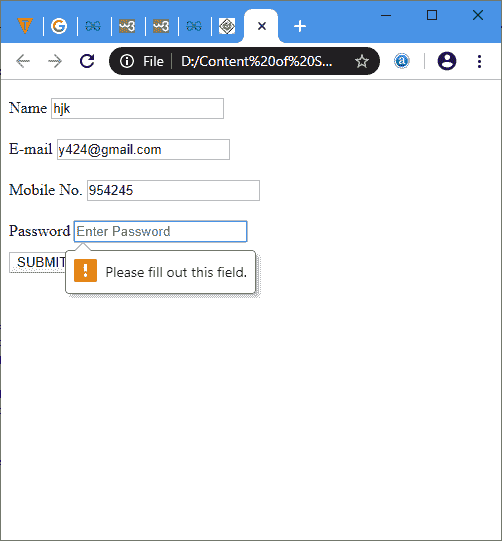 File D:/Content%20of%20S...
Name hjk
E-mail y424@gmail.com
Mobile No. 954245
Password Enter Password
SUBMIT
Please fill out this field.